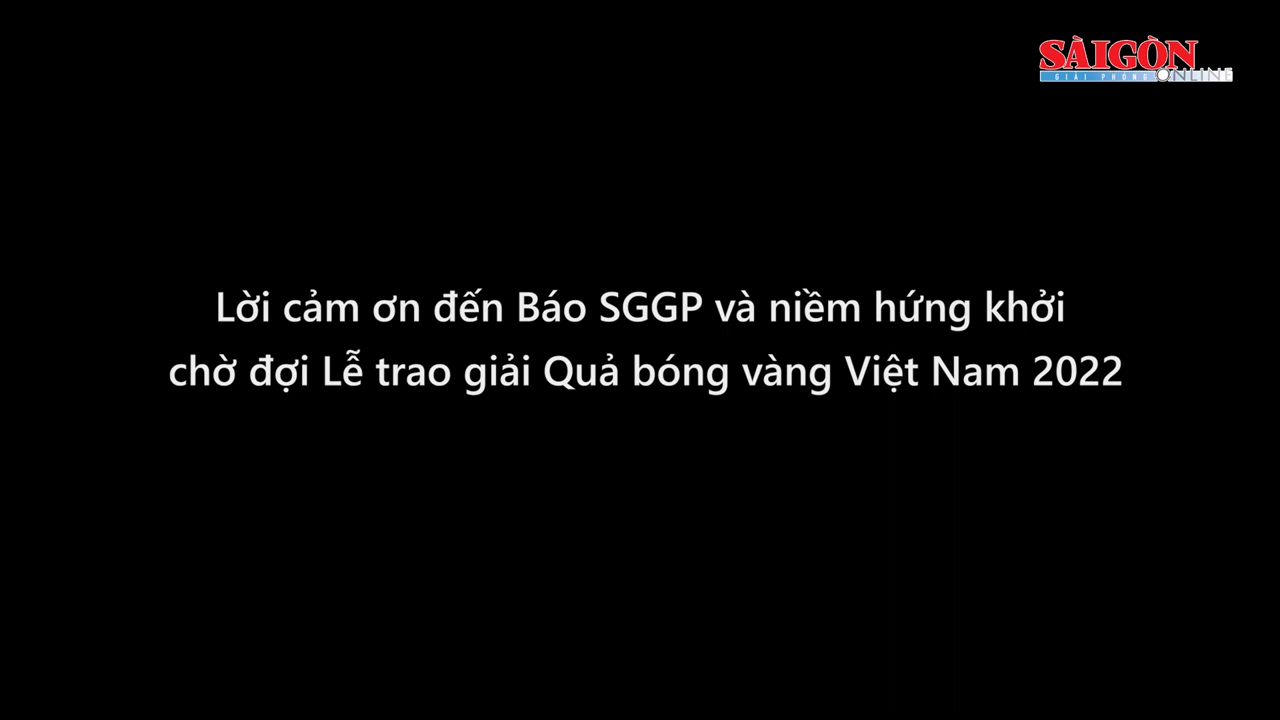 SÀIGÒN
GIẢI PHÓNG ONLINE
Lời cảm ơn đến Báo SGGP và niềm hứng khởi
chờ đợi Lễ trao giải Quả bóng vàng Việt Nam 2022